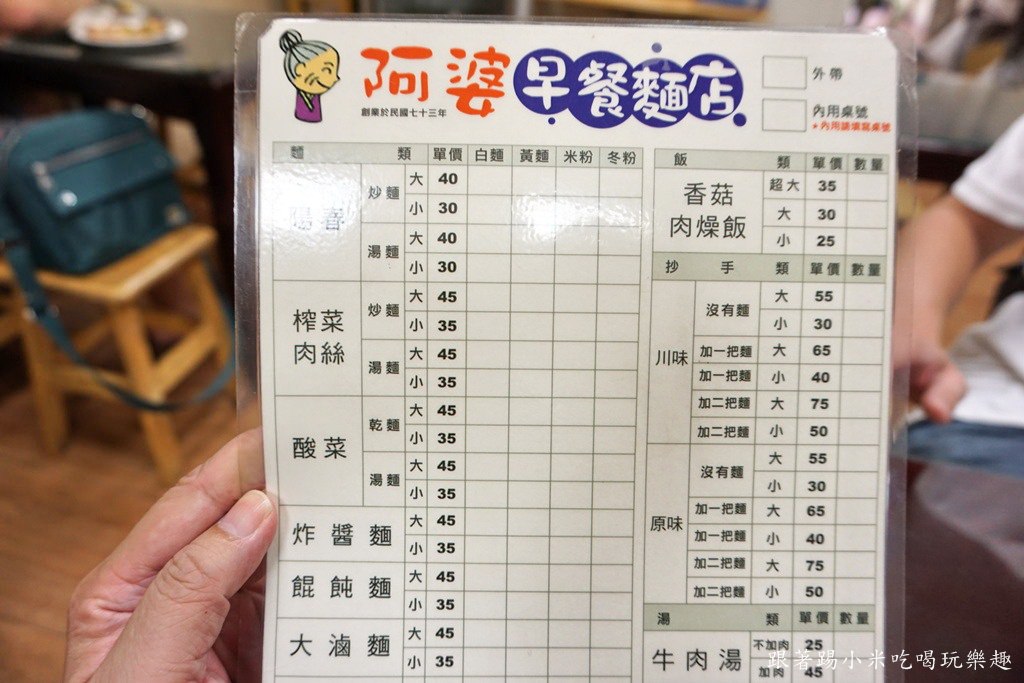 阿婆早餐麵店
創業於民國七十三年
外帶
內用桌號
★內用請填寫桌號
麵 類 單價 白麵 黃麵 米粉 冬粉
陽春 炒麵 大 40
小 30
湯麵 大 40
小 30
榨菜肉絲 炒麵 大 45
小 35
湯麵 大 45
小 35
酸菜 乾麵 大 45
小 35
湯麵 大 45
小 35
炸醬麵 大 45
小 35
餛飩麵 大 45
小 35
大滷麵 大 45
小 35
飯 類 單價 數量
香菇肉燥飯 超大 35
大 30
小 25
抄 手 類 單價 數量
川味 沒有麵 大 55
小 30
加一把麵 大 65
加一把麵 小 40
加二把麵 大 75
加二把麵 小 50
原味 沒有麵 大 55
小 30
加一把麵 大 65
加一把麵 小 40
加二把麵 大 75
加二把麵 小 50
湯 類 單價 數量
牛肉湯 不加肉 25
加肉 45
跟著踢小米吃喝玩樂趣